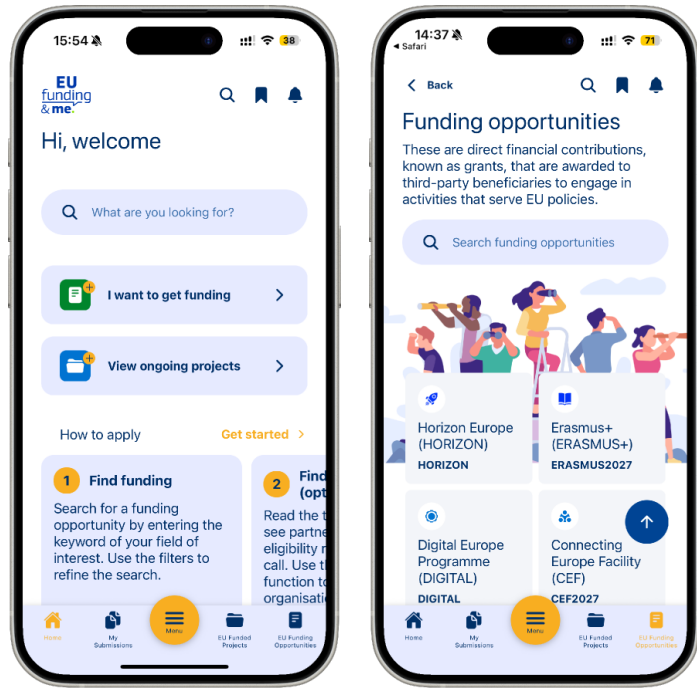 15:54
38
EU
funding
& me.
Hi, welcome
What are you looking for?
I want to get funding
View ongoing projects
How to apply
Get started
1
Find funding
Search for a funding
opportunity by entering the
keyword of your field of
interest. Use the filters to
refine the search.
2
Find
(opt
Read the t
see partne
eligibility r
call. Use t
function to
organisati
Home
My
Submissions
Menu
EU Funded
Projects
EU Funding
Opportunities
14:37
71
Safari
Back
Funding opportunities
These are direct financial contributions,
known as grants, that are awarded to
third-party beneficiaries to engage in
activities that serve EU policies.
Search funding opportunities
Horizon Europe
(HORIZON)
HORIZON
Erasmus+
(ERASMUS+)
ERASMUS2027
Digital Europe
Programme
(DIGITAL)
DIGITAL
Connecting
Europe Facility
(CEF)
CEF2027
Home
My
Submissions
Menu
EU Funded
Projects
EU Funding
Opportunities